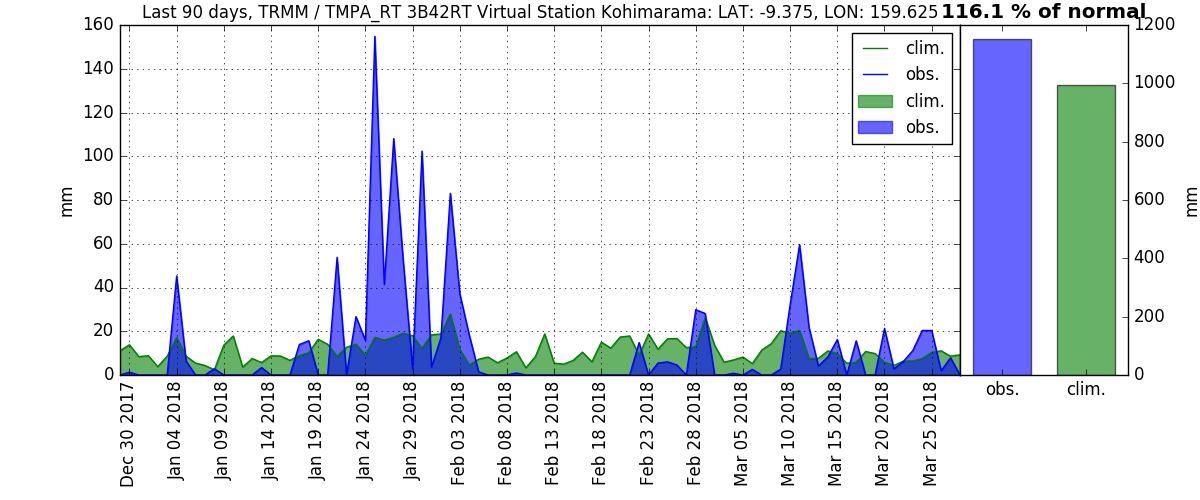 Last 90 days, TRMM / TMPA_RT 3B42RT Virtual Station Kohimarama: LAT: -9.375, LON: 159.625
116.1 % of normal
160
140
120
100
80
60
40
20
0
mm
clim.
obs.
clim.
obs.
1200
1000
800
600
400
200
0
mm
obs.
clim.
Dec 30 2017
Jan 04 2018
Jan 09 2018
Jan 14 2018
Jan 19 2018
Jan 24 2018
Jan 29 2018
Feb 03 2018
Feb 08 2018
Feb 13 2018
Feb 18 2018
Feb 23 2018
Feb 28 2018
Mar 05 2018
Mar 10 2018
Mar 15 2018
Mar 20 2018
Mar 25 2018